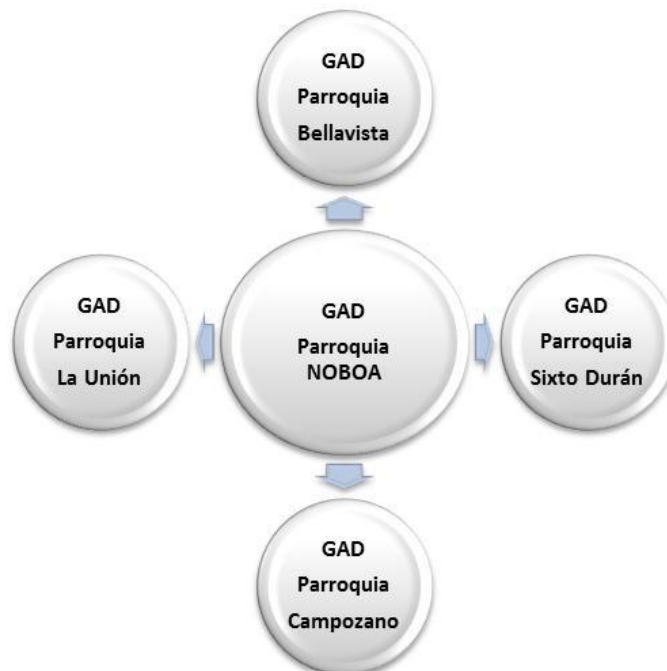 GAD
Parroquia
Bellavista
GAD
Parroquia
La Unión
GAD
Parroquia
NOBOA
GAD
Parroquia
Sixto Durán
GAD
Parroquia
Campozano